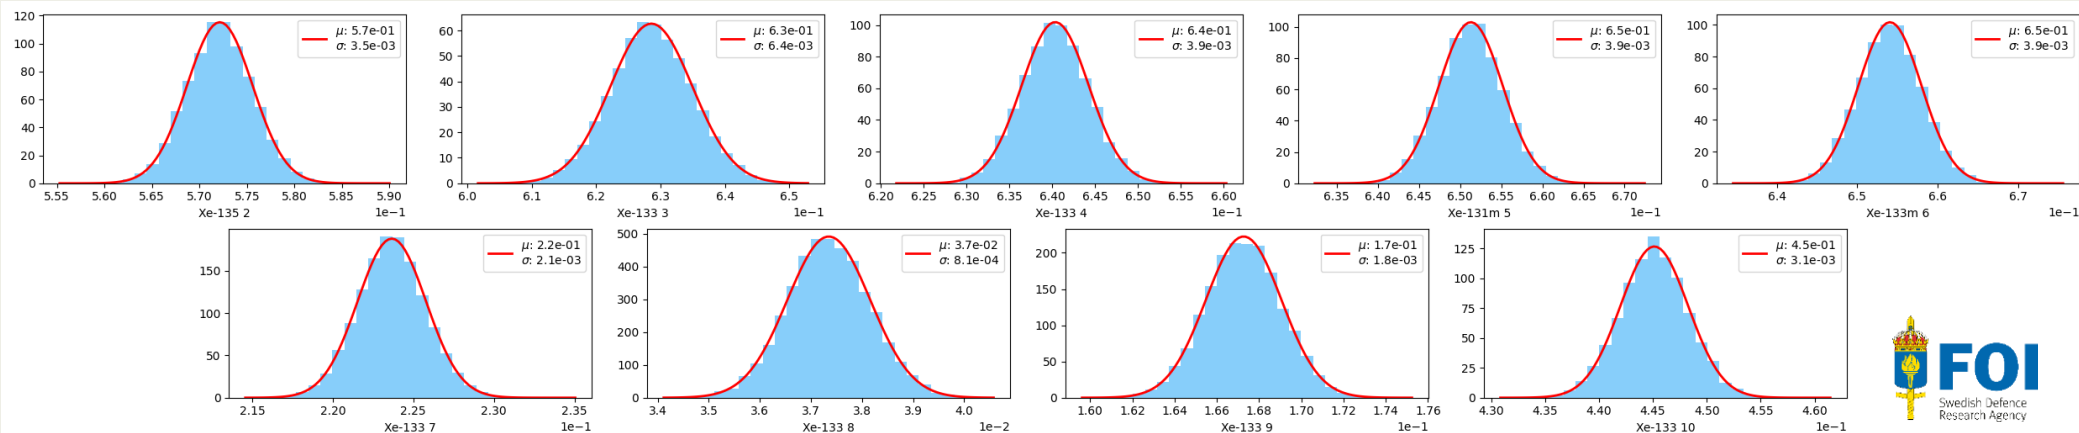 120
100
80
60
40
20
0
μ: 5.7e-01
σ: 3.5e-03
5.55 5.60 5.65 5.70 5.75 5.80 5.85 5.90
Xe-135 2 1e−1
60
50
40
30
20
10
0
μ: 6.3e-01
σ: 6.4e-03
6.0 6.1 6.2 6.3 6.4 6.5
Xe-133 3 1e−1
100
80
60
40
20
0
μ: 6.4e-01
σ: 3.9e-03
6.20 6.25 6.30 6.35 6.40 6.45 6.50 6.55 6.60
Xe-133 4 1e−1
100
80
60
40
20
0
μ: 6.5e-01
σ: 3.9e-03
6.35 6.40 6.45 6.50 6.55 6.60 6.65 6.70
Xe-131m 5 1e−1
100
80
60
40
20
0
μ: 6.5e-01
σ: 3.9e-03
6.4 6.5 6.6 6.7
Xe-133m 6 1e−1
150
100
50
0
μ: 2.2e-01
σ: 2.1e-03
2.15 2.20 2.25 2.30 2.35
Xe-133 7 1e−1
500
400
300
200
100
0
μ: 3.7e-02
σ: 8.1e-04
3.4 3.5 3.6 3.7 3.8 3.9 4.0
Xe-133 8 1e−2
200
150
100
50
0
μ: 1.7e-01
σ: 1.8e-03
1.60 1.62 1.64 1.66 1.68 1.70 1.72 1.74 1.76
Xe-133 9 1e−1
125
100
75
50
25
0
μ: 4.5e-01
σ: 3.1e-03
4.30 4.35 4.40 4.45 4.50 4.55 4.60
Xe-133 10 1e−1
FOI
Swedish Defence
Research Agency